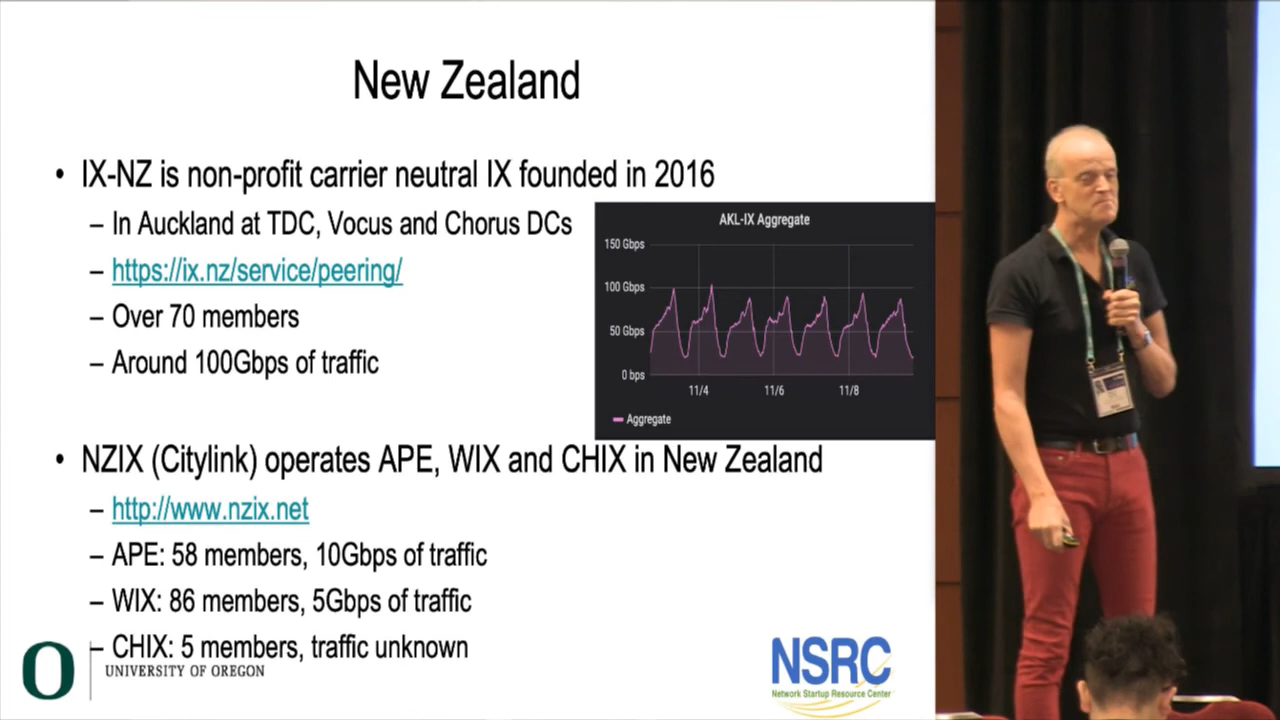 New Zealand
• IX-NZ is non-profit carrier neutral IX founded in 2016
– In Auckland at TDC, Vocus and Chorus DCs
– https://ix.nz/service/peering/
– Over 70 members
– Around 100Gbps of traffic
AKL-IX Aggregate
150 Gbps
100 Gbps
50 Gbps
0 bps
11/4 11/6 11/8
Aggregate
• NZIX (Citylink) operates APE, WIX and CHIX in New Zealand
– http://www.nzix.net
– APE: 58 members, 10Gbps of traffic
– WIX: 86 members, 5Gbps of traffic
– CHIX: 5 members, traffic unknown
O
UNIVERSITY OF OREGON
NSRC
Network Startup Resource Center